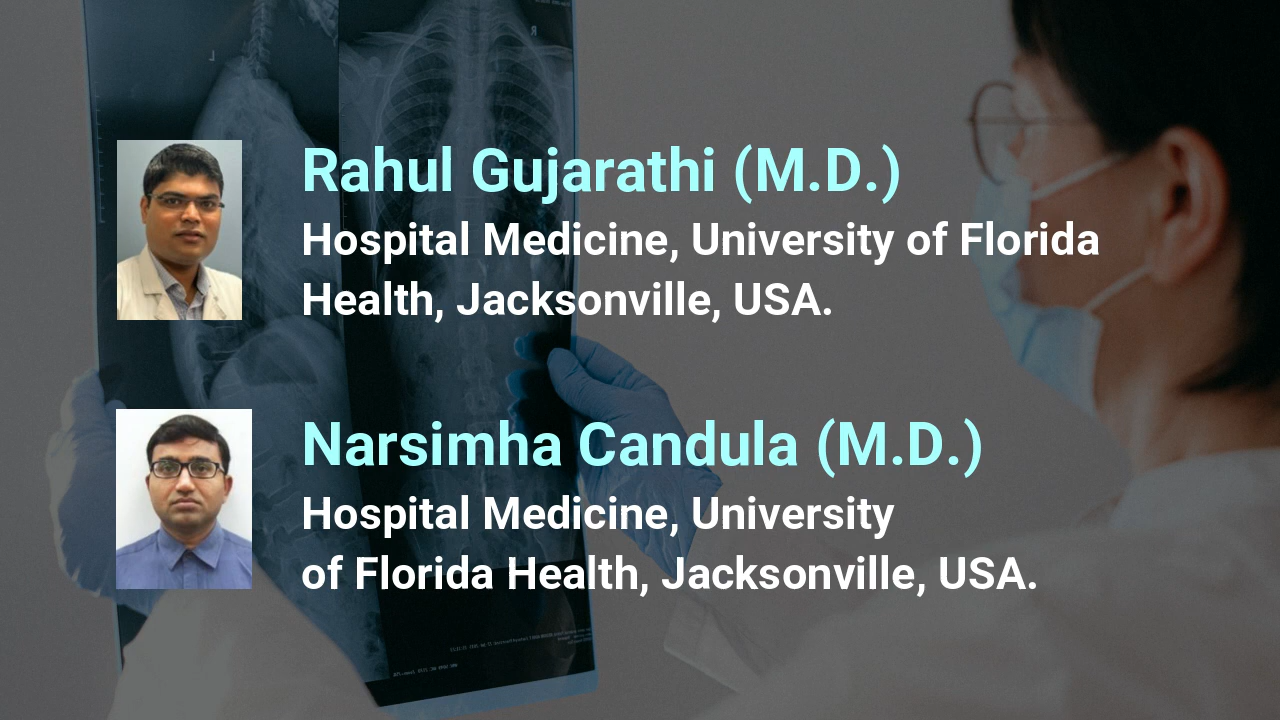 Rahul Gujarathi (M.D.)
Hospital Medicine, University of Florida
Health, Jacksonville, USA.
Narsimha Candula (M.D.)
Hospital Medicine, University
of Florida Health, Jacksonville, USA.